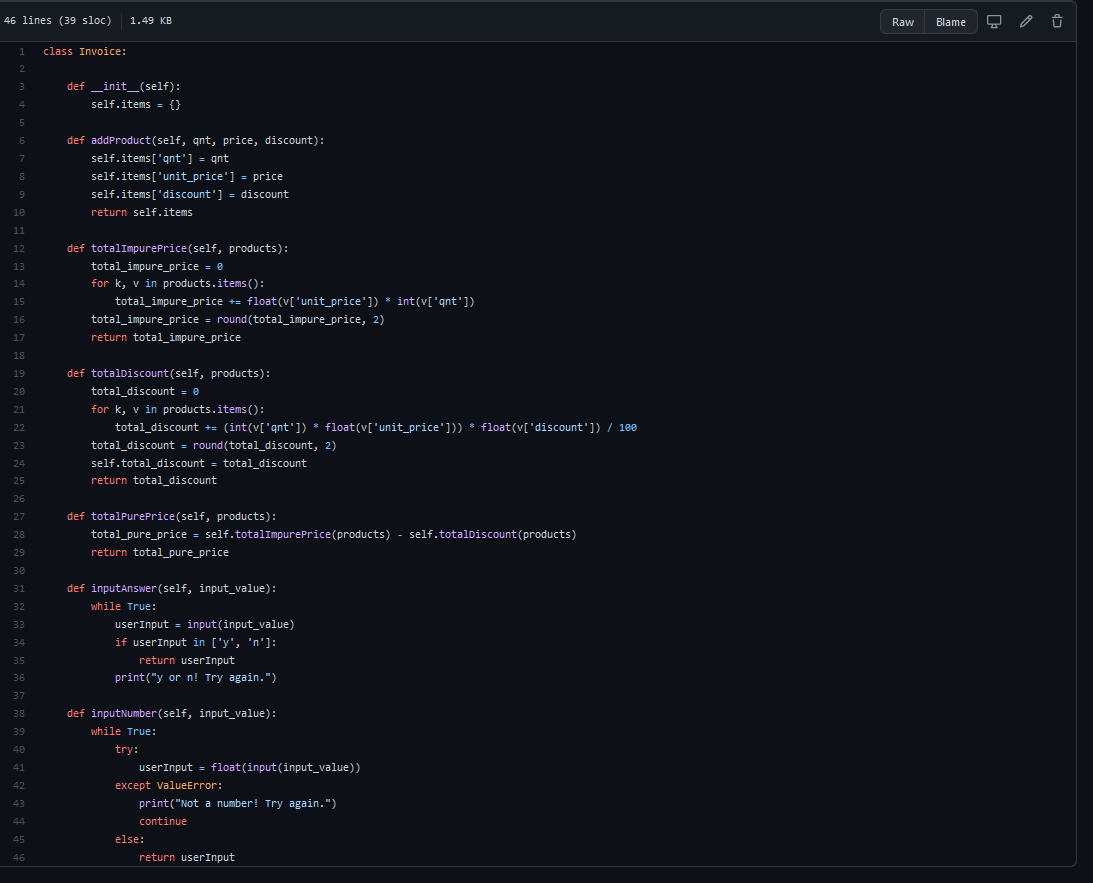 46 lines (39 sloc) 1.49 KB Raw Blame
1 class Invoice:
2
3     def __init__(self):
4         self.items = {}
5
6     def addProduct(self, qnt, price, discount):
7         self.items['qnt'] = qnt
8         self.items['unit_price'] = price
9         self.items['discount'] = discount
10         return self.items
11
12     def totalImpurePrice(self, products):
13         total_impure_price = 0
14         for k, v in products.items():
15             total_impure_price += float(v['unit_price']) * int(v['qnt'])
16         total_impure_price = round(total_impure_price, 2)
17         return total_impure_price
18
19     def totalDiscount(self, products):
20         total_discount = 0
21         for k, v in products.items():
22             total_discount += (int(v['qnt']) * float(v['unit_price'])) * float(v['discount']) / 100
23         total_discount = round(total_discount, 2)
24         self.total_discount = total_discount
25         return total_discount
26
27     def totalPurePrice(self, products):
28         total_pure_price = self.totalImpurePrice(products) - self.totalDiscount(products)
29         return total_pure_price
30
31     def inputAnswer(self, input_value):
32         while True:
33             userInput = input(input_value)
34             if userInput in ['y', 'n']:
35                 return userInput
36             print("y or n! Try again.")
37
38     def inputNumber(self, input_value):
39         while True:
40             try:
41                 userInput = float(input(input_value))
42             except ValueError:
43                 print("Not a number! Try again.")
44                 continue
45             else:
46                 return userInput